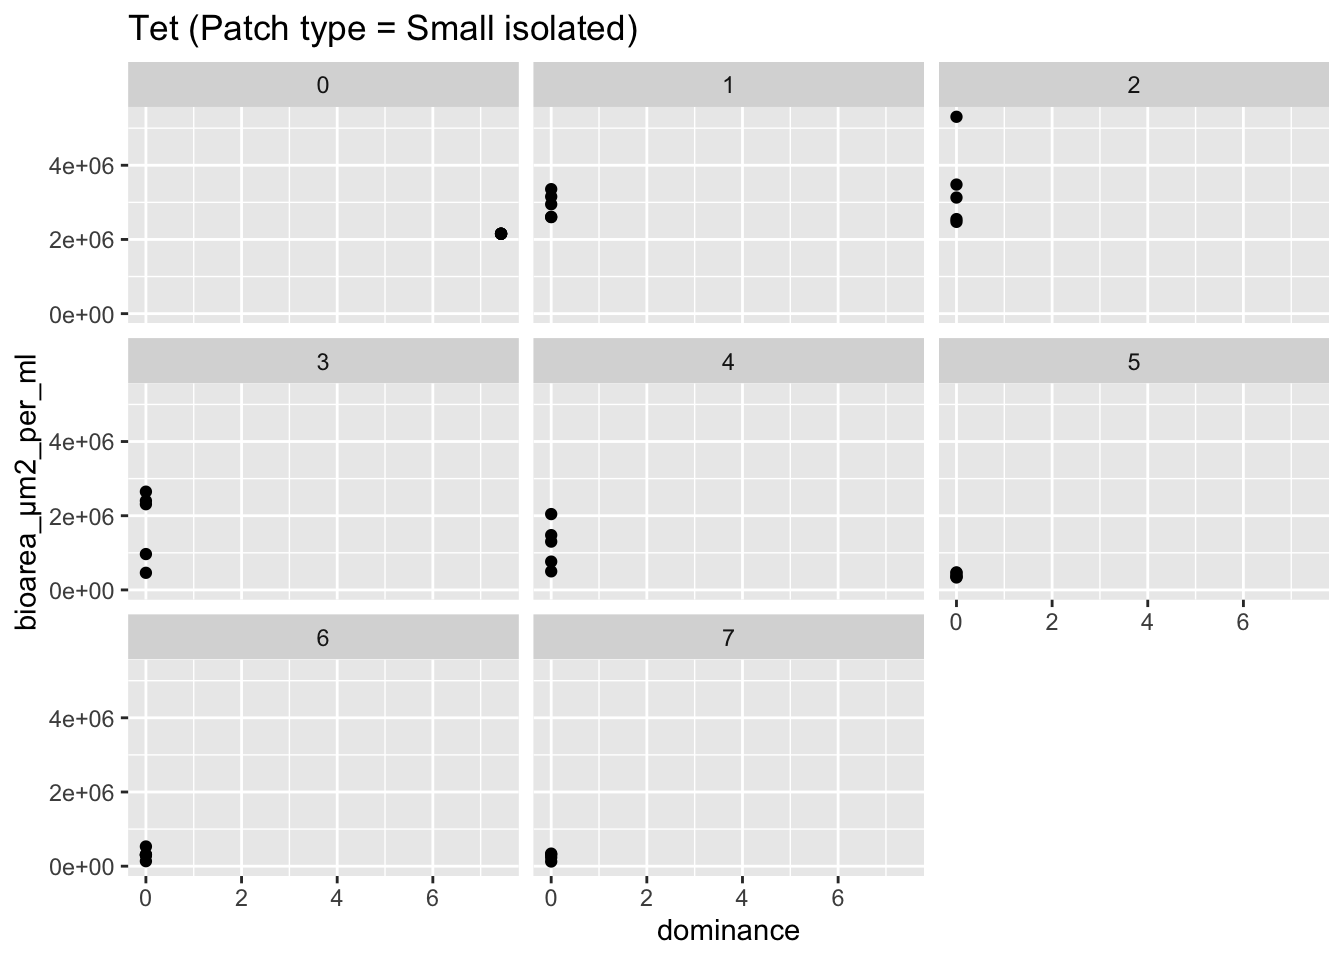 Tet (Patch type = Small isolated)
0 1 2
4e+06
2e+06
0e+00
3 4 5
4e+06
2e+06
0e+00
0 2 4 6
6 7
4e+06
2e+06
0e+00
0 2 4 6 0 2 4 6
dominance
bioarea_µm2_per_ml